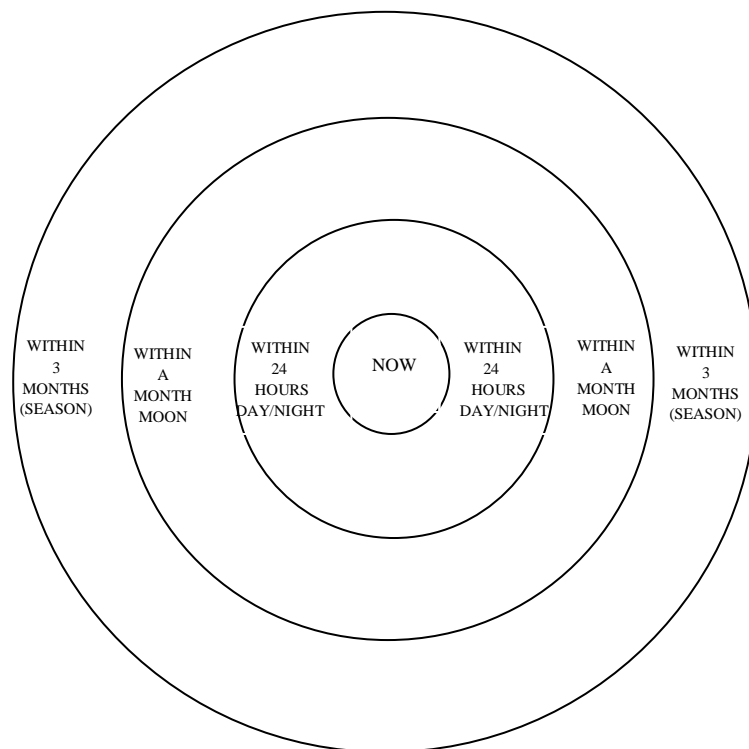 WITHIN
3
MONTHS
(SEASON)
WITHIN
A
MONTH
MOON
WITHIN
24
HOURS
DAY/NIGHT
NOW
WITHIN
24
HOURS
DAY/NIGHT
WITHIN
A
MONTH
MOON
WITHIN
3
MONTHS
(SEASON)